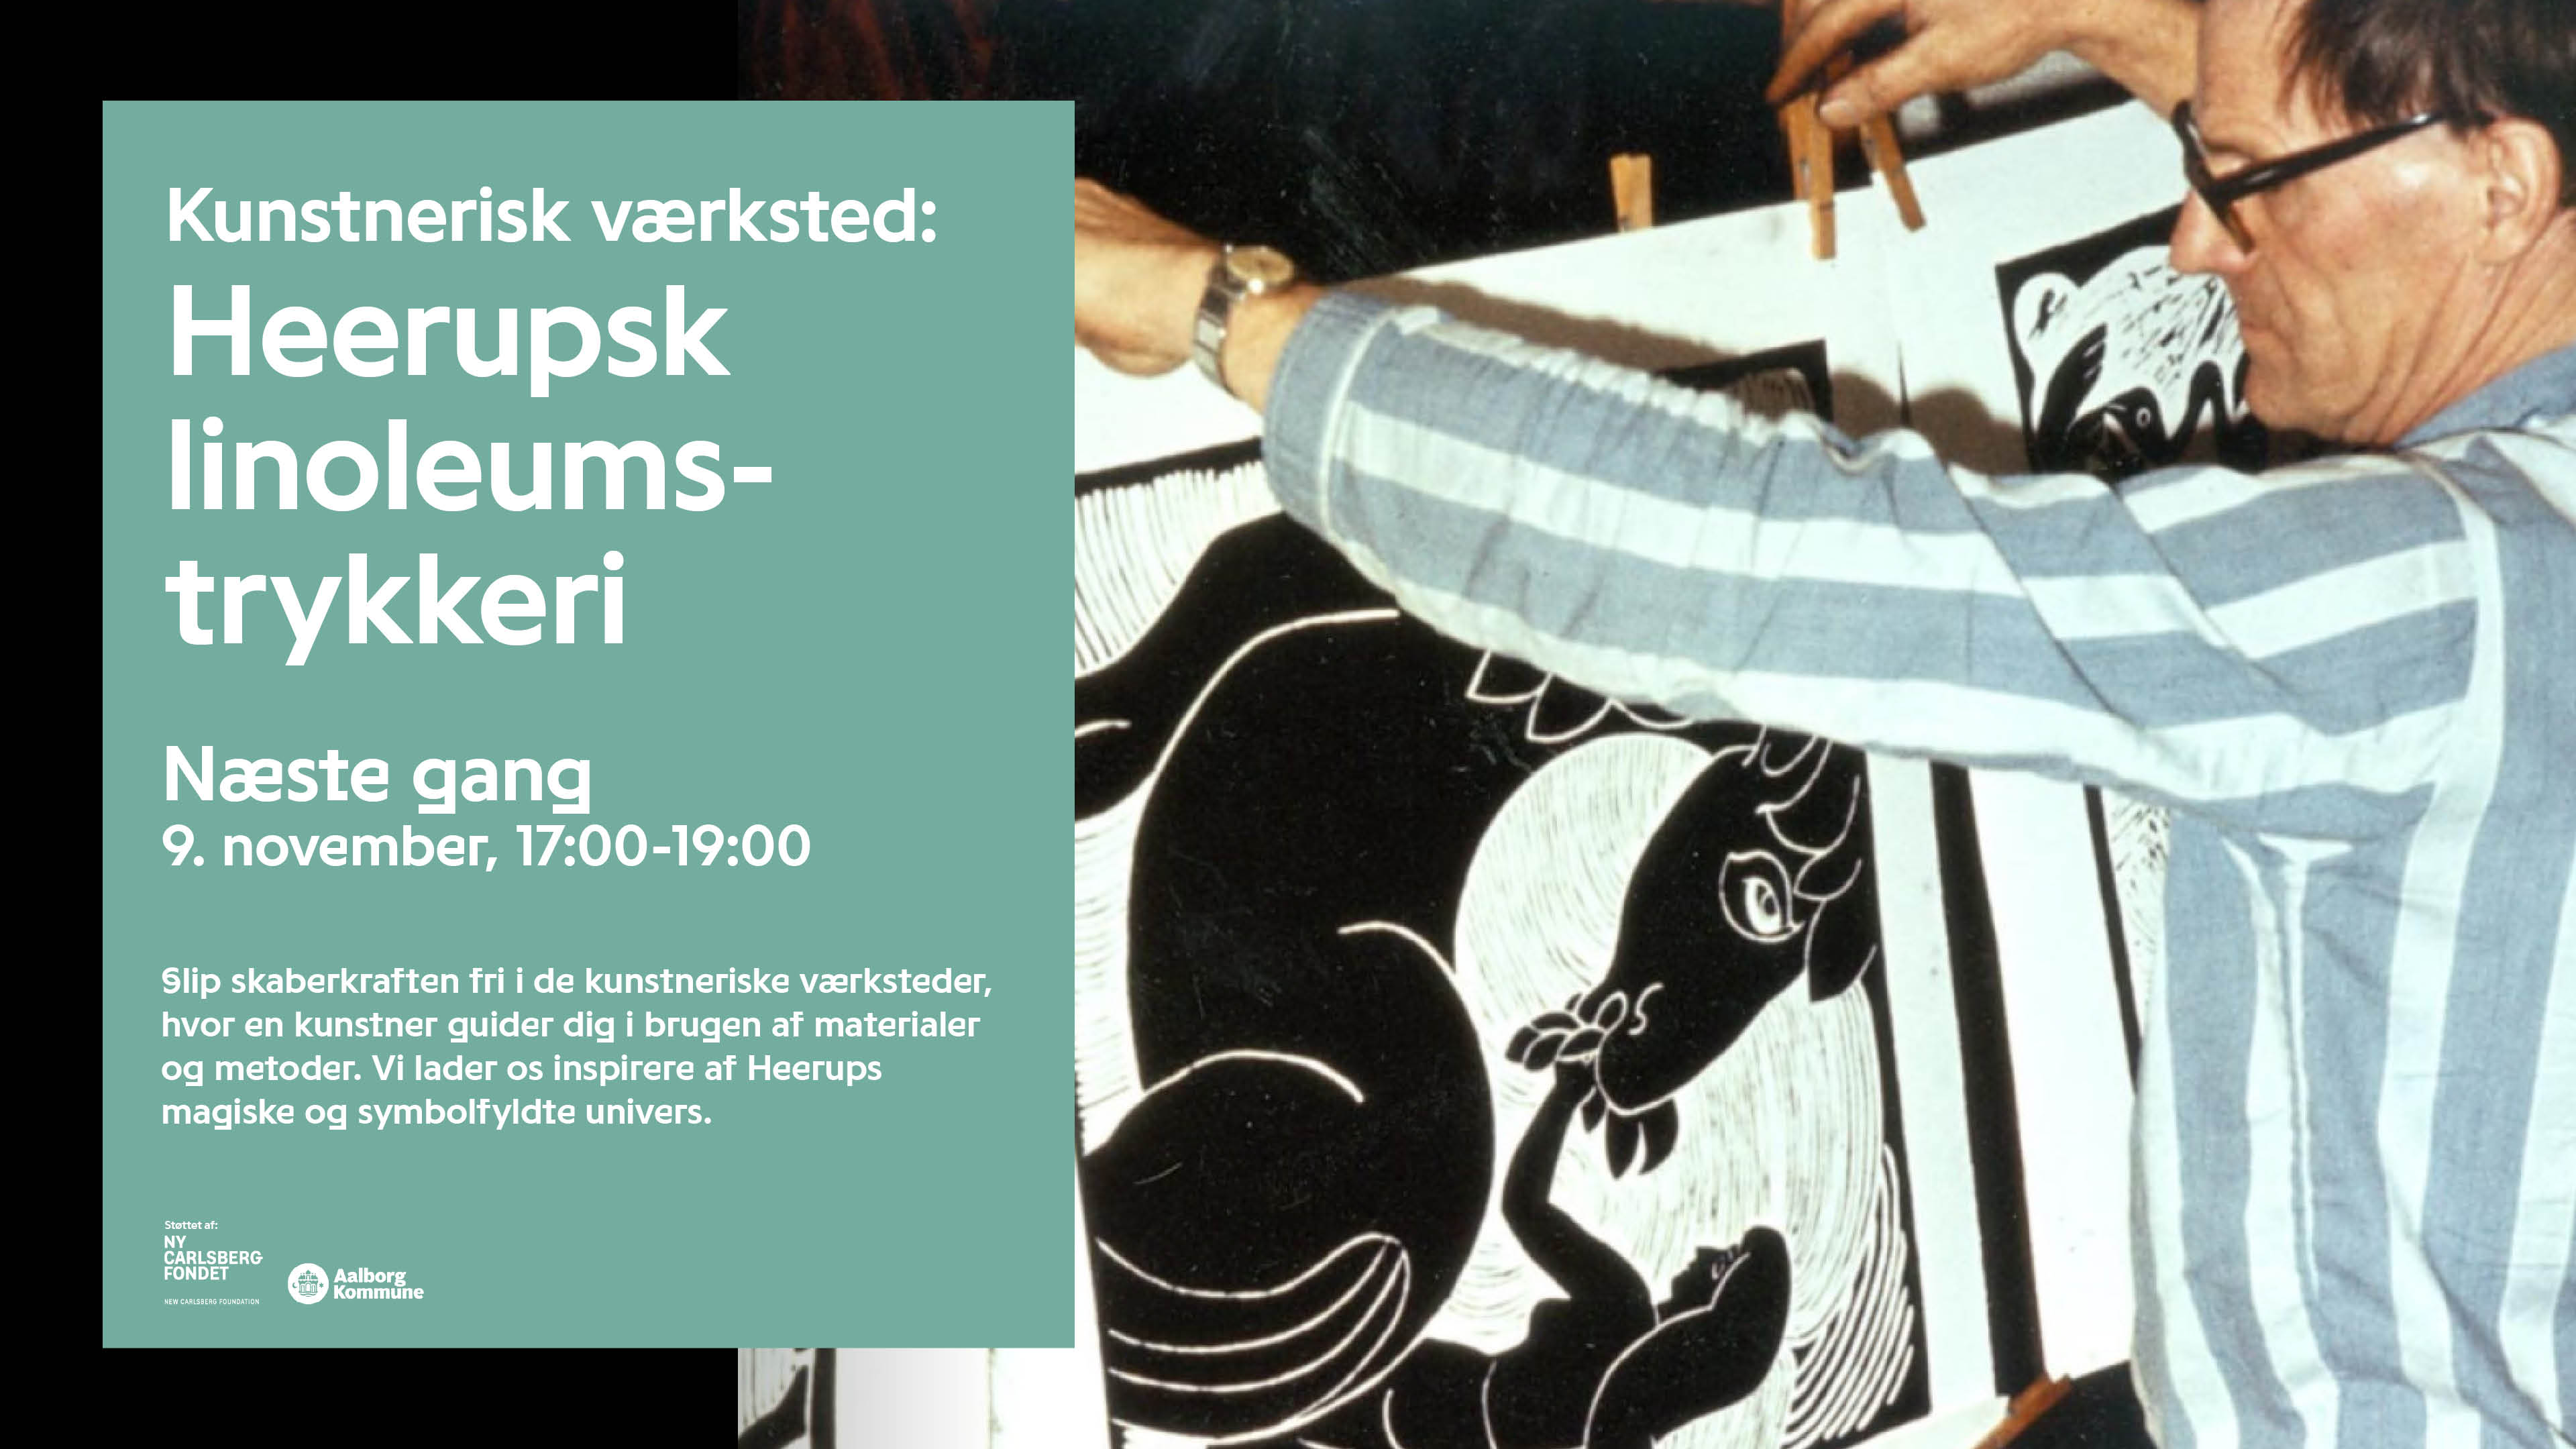 Kunstnerisk værksted:
Heerupsk
linoleums-
trykkeri
Næste gang
9. november, 17:00-19:00
Slip skaberkraften fri i de kunstneriske værksteder,
hvor en kunstner guider dig i brugen af materialer
og metoder. Vi lader os inspirere af Heerups
magiske og symbolfyldte univers.
Støttet af:
NY
CARLSBERG
FONDET
NEW CARLSBERG FOUNDATION
Aalborg
Kommune